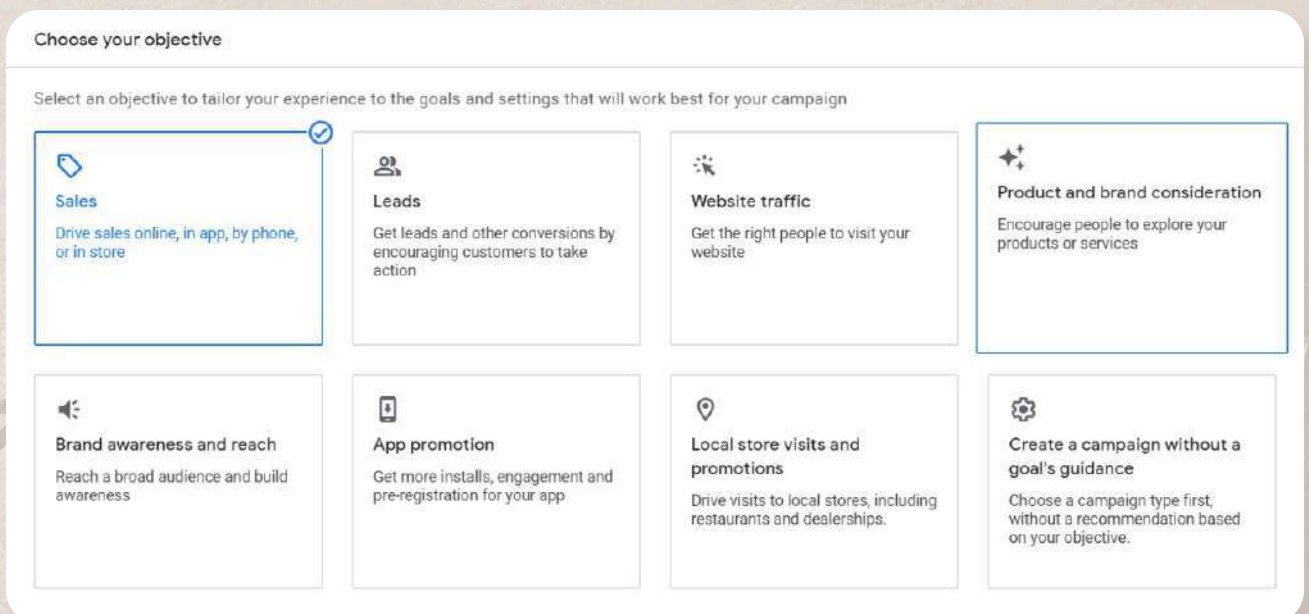 Choose your objective
Select an objective to tailor your experience to the goals and settings that will work best for your campaign
Sales
Drive sales online, in app, by phone,
or in store
Leads
Get leads and other conversions by
encouraging customers to take
action
Website traffic
Get the right people to visit your
website
Product and brand consideration
Encourage people to explore your
products or services
Brand awareness and reach
Reach a broad audience and build
awareness
App promotion
Get more installs, engagement and
pre-registration for your app
Local store visits and
promotions
Drive visits to local stores, including
restaurants and dealerships.
Create a campaign without a
goal's guidance
Choose a campaign type first,
without a recommendation based
on your objective.